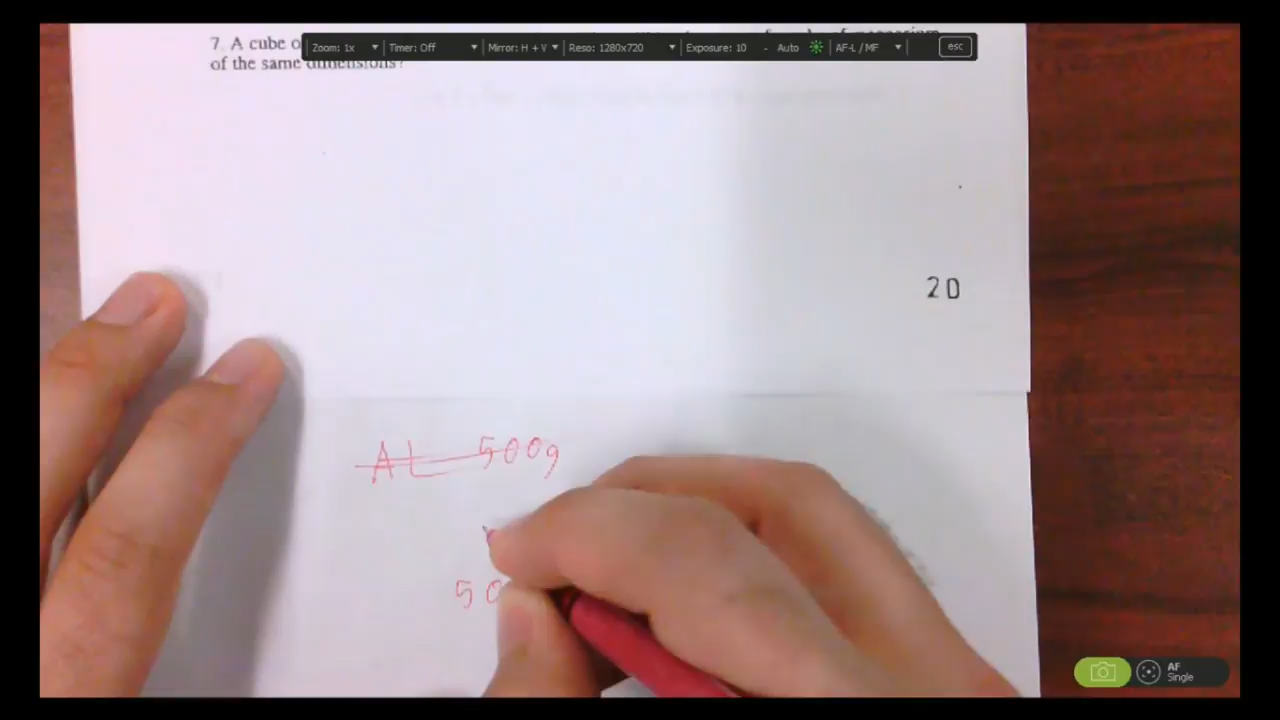 7. A cube o
Zoom: 1x Timer: Off Mirror: H + V Reso: 1280x720 Exposure: 10 - Auto AF-L / MF esc
of the same dimensions?
20
AL 500g
50
AF
Single